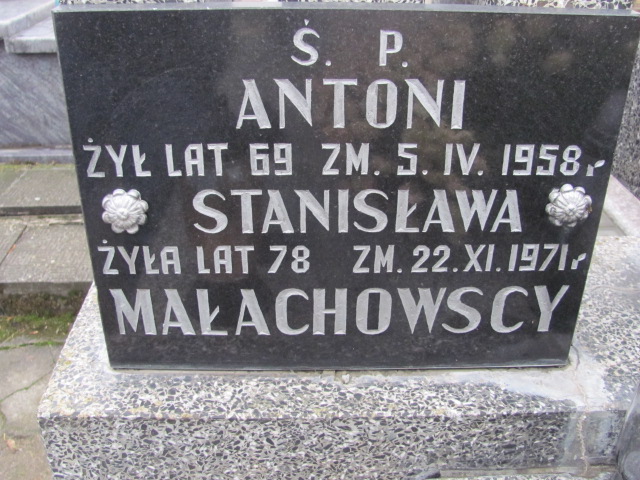 Ś. P.
ANTONI
ŻYŁ LAT 69 ZM. 5. IV. 1958 r
STANISŁAWA
ŻYŁA LAT 78 ZM. 22. XI. 1971 r
MAŁACHOWSCY